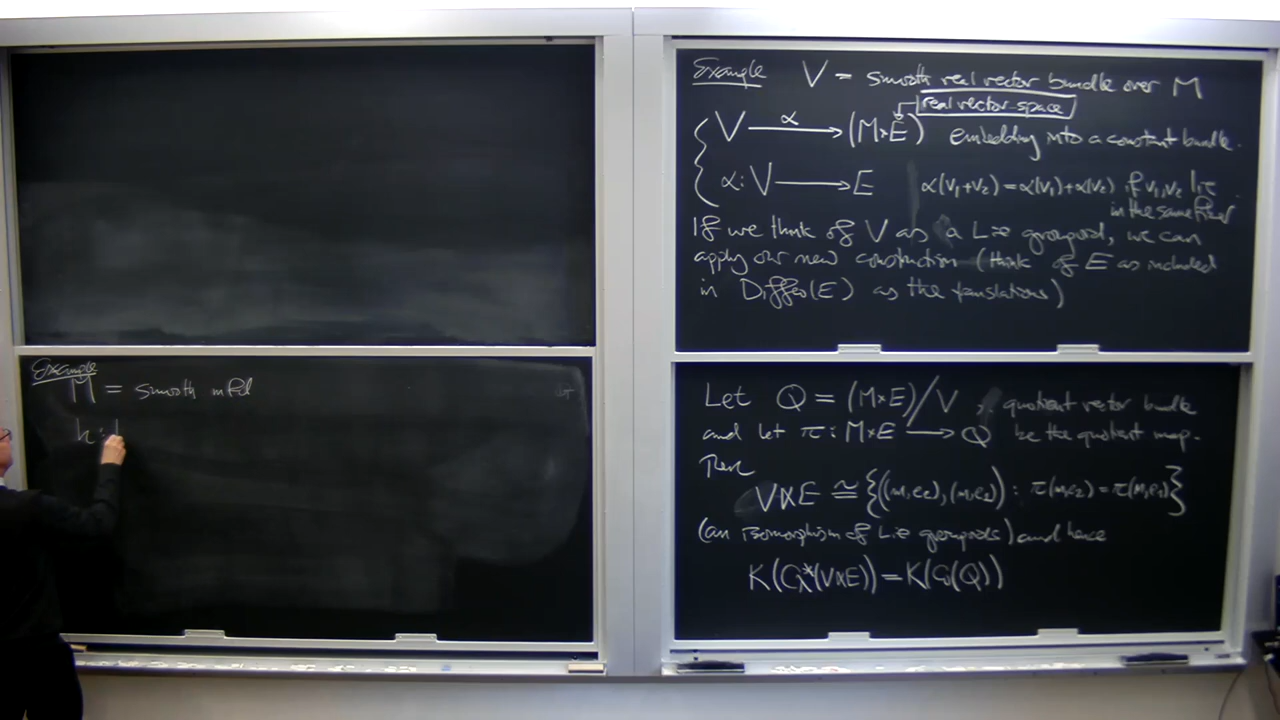 Example
M = smooth mfd
h :
Example V = smooth real vector bundle over M
real vector space
V ⟶α (M×E) embedding into a constant bundle.
α: V ⟶ E α(v₁+v₂) = α(v₁)+α(v₂) if v₁,v₂ lie
in the same fiber
If we think of V as a Lie groupoid, we can
apply our new construction (think of E as included
in Diffeo(E) as the translations)
Let Q = (M×E)/V quotient vector bundle
and let π: M×E ⟶ Q be the quotient map.
Then
V⋊E ≅ {((m,e₂),(m,e₁)) : π(m,e₂) = π(m,e₁)}
(an isomorphism of Lie groupoids) and hence
K(C*λ(V⋊E)) = K(C₀(Q))